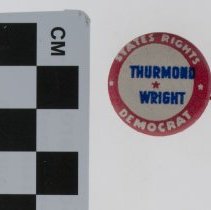 CM
STATES RIGHTS
THURMOND
WRIGHT
DEMOCRAT